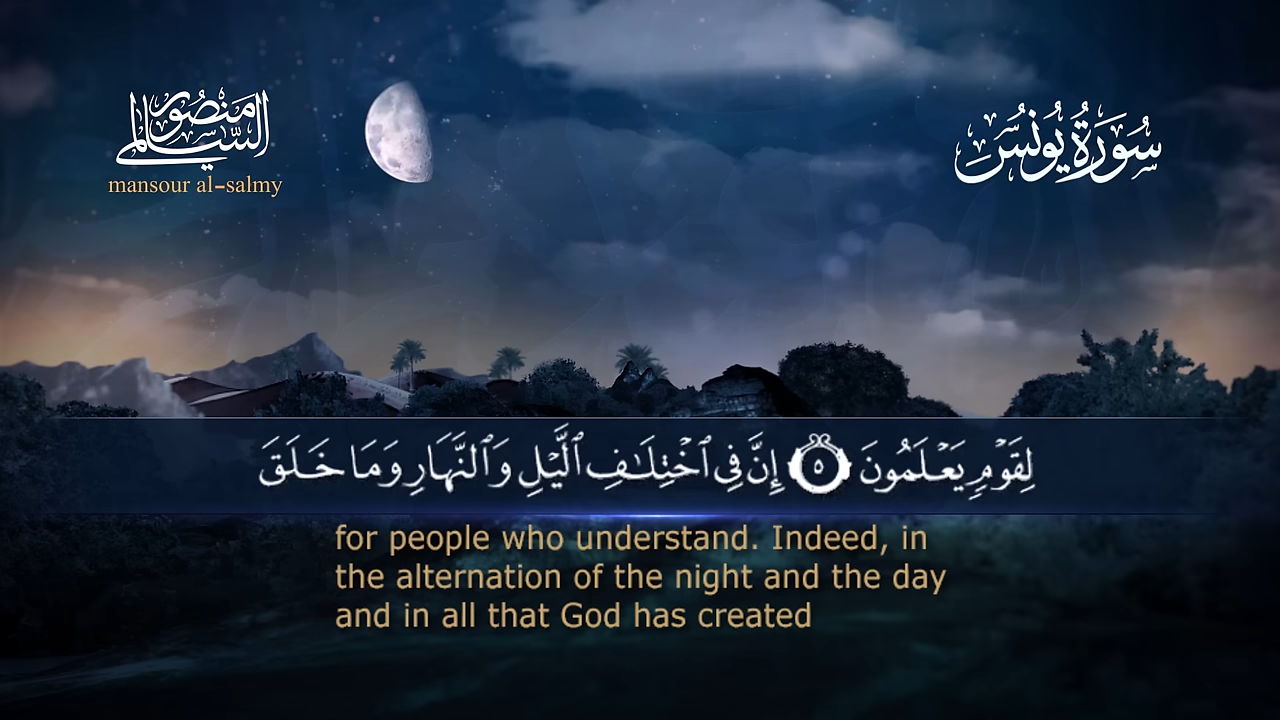 منصور السالمي
mansour al-salmy
سُورَةُ يُونُسَ
لِقَوْمٍ يَعْلَمُونَ ٥ إِنَّ فِي ٱخْتِلَٰفِ ٱلَّيْلِ وَٱلنَّهَارِ وَمَا خَلَقَ
for people who understand. Indeed, in
the alternation of the night and the day
and in all that God has created